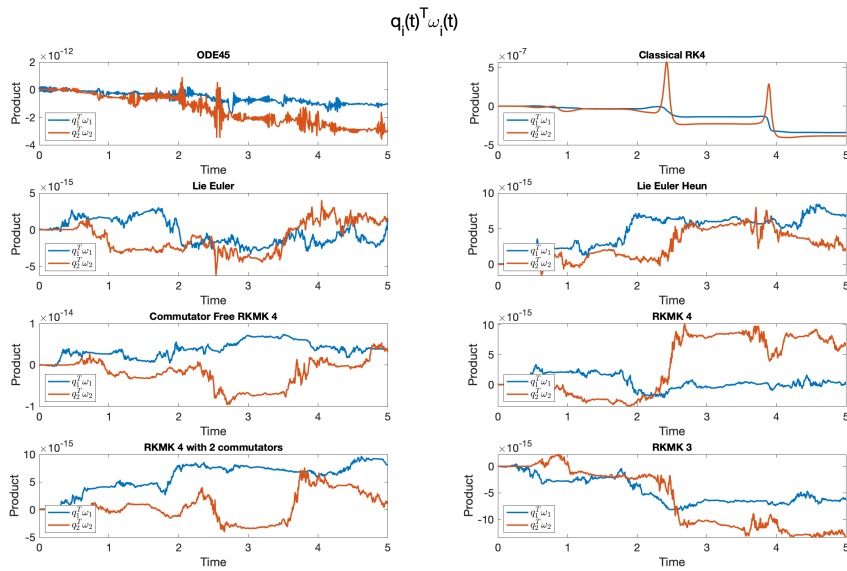 q_i(t)^T ω_i(t)
×10^-12
ODE45
2
0
-2
-4
Product
q_1^T ω_1
q_2^T ω_2
0 1 2 3 4 5
Time
×10^-7
Classical RK4
5
0
-5
Product
q_1^T ω_1
q_2^T ω_2
0 1 2 3 4 5
Time
×10^-15
Lie Euler
5
0
-5
Product
q_1^T ω_1
q_2^T ω_2
0 1 2 3 4 5
Time
×10^-15
Lie Euler Heun
10
5
0
Product
q_1^T ω_1
q_2^T ω_2
0 1 2 3 4 5
Time
×10^-14
Commutator Free RKMK 4
1
0
-1
Product
q_1^T ω_1
q_2^T ω_2
0 1 2 3 4 5
Time
×10^-15
RKMK 4
10
5
0
Product
q_1^T ω_1
q_2^T ω_2
0 1 2 3 4 5
Time
×10^-15
RKMK 4 with 2 commutators
10
5
0
-5
Product
q_1^T ω_1
q_2^T ω_2
0 1 2 3 4 5
Time
×10^-15
RKMK 3
0
-5
-10
Product
q_1^T ω_1
q_2^T ω_2
0 1 2 3 4 5
Time